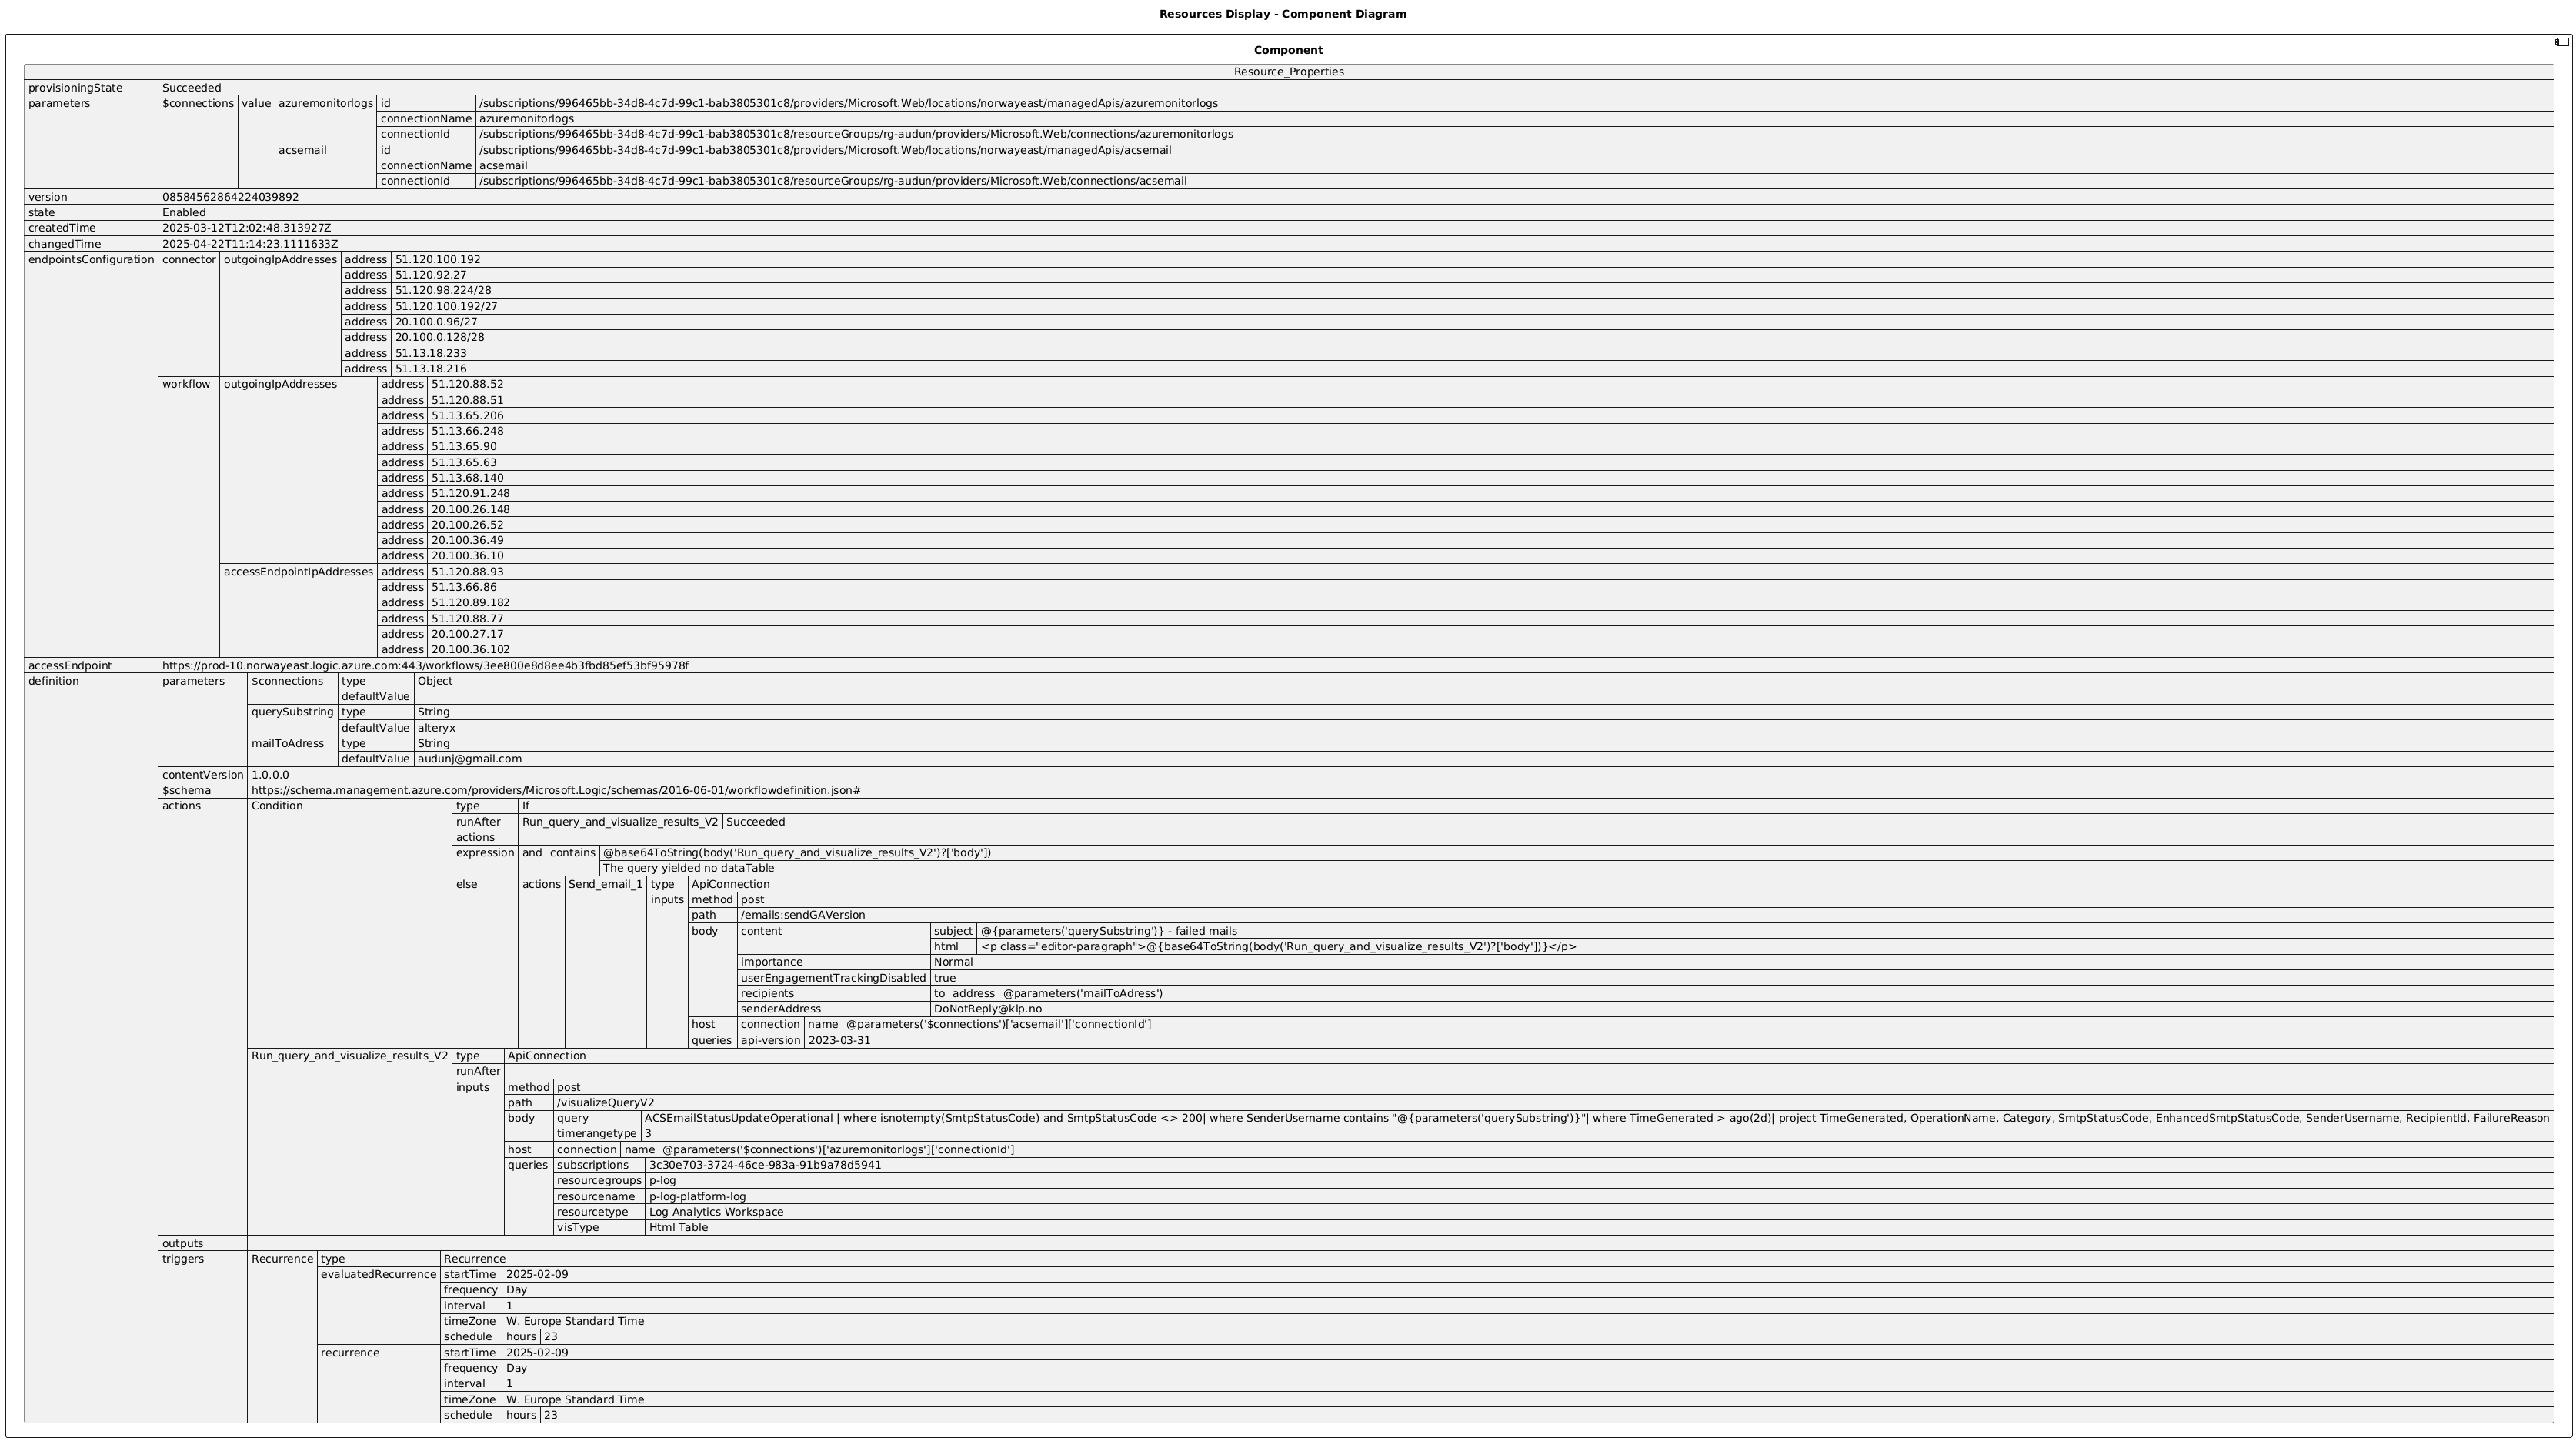 Resources Display - Component Diagram
Component
Resource_Properties
provisioningState Succeeded
parameters $connections value azuremonitorlogs id /subscriptions/996465bb-34d8-4c7d-99c1-bab3805301c8/providers/Microsoft.Web/locations/norwayeast/managedApis/azuremonitorlogs
connectionName azuremonitorlogs
connectionId /subscriptions/996465bb-34d8-4c7d-99c1-bab3805301c8/resourceGroups/rg-audun/providers/Microsoft.Web/connections/azuremonitorlogs
acsemail id /subscriptions/996465bb-34d8-4c7d-99c1-bab3805301c8/providers/Microsoft.Web/locations/norwayeast/managedApis/acsemail
connectionName acsemail
connectionId /subscriptions/996465bb-34d8-4c7d-99c1-bab3805301c8/resourceGroups/rg-audun/providers/Microsoft.Web/connections/acsemail
version 08584562864224039892
state Enabled
createdTime 2025-03-12T12:02:48.313927Z
changedTime 2025-04-22T11:14:23.1111633Z
endpointsConfiguration connector outgoingIpAddresses address 51.120.100.192
address 51.120.92.27
address 51.120.98.224/28
address 51.120.100.192/27
address 20.100.0.96/27
address 20.100.0.128/28
address 51.13.18.233
address 51.13.18.216
workflow outgoingIpAddresses address 51.120.88.52
address 51.120.88.51
address 51.13.65.206
address 51.13.66.248
address 51.13.65.90
address 51.13.65.63
address 51.13.68.140
address 51.120.91.248
address 20.100.26.148
address 20.100.26.52
address 20.100.36.49
address 20.100.36.10
accessEndpointIpAddresses address 51.120.88.93
address 51.13.66.86
address 51.120.89.182
address 51.120.88.77
address 20.100.27.17
address 20.100.36.102
accessEndpoint https://prod-10.norwayeast.logic.azure.com:443/workflows/3ee800e8d8ee4b3fbd85ef53bf95978f
definition parameters $connections type Object
defaultValue
querySubstring type String
defaultValue alteryx
mailToAdress type String
defaultValue audunj@gmail.com
contentVersion 1.0.0.0
$schema https://schema.management.azure.com/providers/Microsoft.Logic/schemas/2016-06-01/workflowdefinition.json#
actions Condition type If
runAfter Run_query_and_visualize_results_V2 Succeeded
actions
expression and contains @base64ToString(body('Run_query_and_visualize_results_V2')?['body'])
The query yielded no dataTable
else actions Send_email_1 type ApiConnection
inputs method post
path /emails:sendGAVersion
body content subject @{parameters('querySubstring')} - failed mails
html <p class="editor-paragraph">@{base64ToString(body('Run_query_and_visualize_results_V2')?['body'])}</p>
importance Normal
userEngagementTrackingDisabled true
recipients to address @parameters('mailToAdress')
senderAddress DoNotReply@klp.no
host connection name @parameters('$connections')['acsemail']['connectionId']
queries api-version 2023-03-31
Run_query_and_visualize_results_V2 type ApiConnection
runAfter
inputs method post
path /visualizeQueryV2
body query ACSEmailStatusUpdateOperational | where isnotempty(SmtpStatusCode) and SmtpStatusCode <> 200| where SenderUsername contains "@{parameters('querySubstring')}"| where TimeGenerated > ago(2d)| project TimeGenerated, OperationName, Category, SmtpStatusCode, EnhancedSmtpStatusCode, SenderUsername, RecipientId, FailureReason
timerangetype 3
host connection name @parameters('$connections')['azuremonitorlogs']['connectionId']
queries subscriptions 3c30e703-3724-46ce-983a-91b9a78d5941
resourcegroups p-log
resourcename p-log-platform-log
resourcetype Log Analytics Workspace
visType Html Table
outputs
triggers Recurrence type Recurrence
evaluatedRecurrence startTime 2025-02-09
frequency Day
interval 1
timeZone W. Europe Standard Time
schedule hours 23
recurrence startTime 2025-02-09
frequency Day
interval 1
timeZone W. Europe Standard Time
schedule hours 23